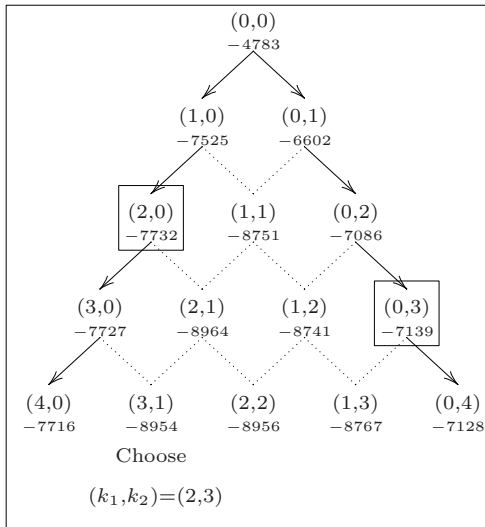 (0,0)
−4783
(1,0) (0,1)
−7525 −6602
(2,0) (1,1) (0,2)
−7732 −8751 −7086
(3,0) (2,1) (1,2) (0,3)
−7727 −8964 −8741 −7139
(4,0) (3,1) (2,2) (1,3) (0,4)
−7716 −8954 −8956 −8767 −7128
Choose
(k₁,k₂)=(2,3)